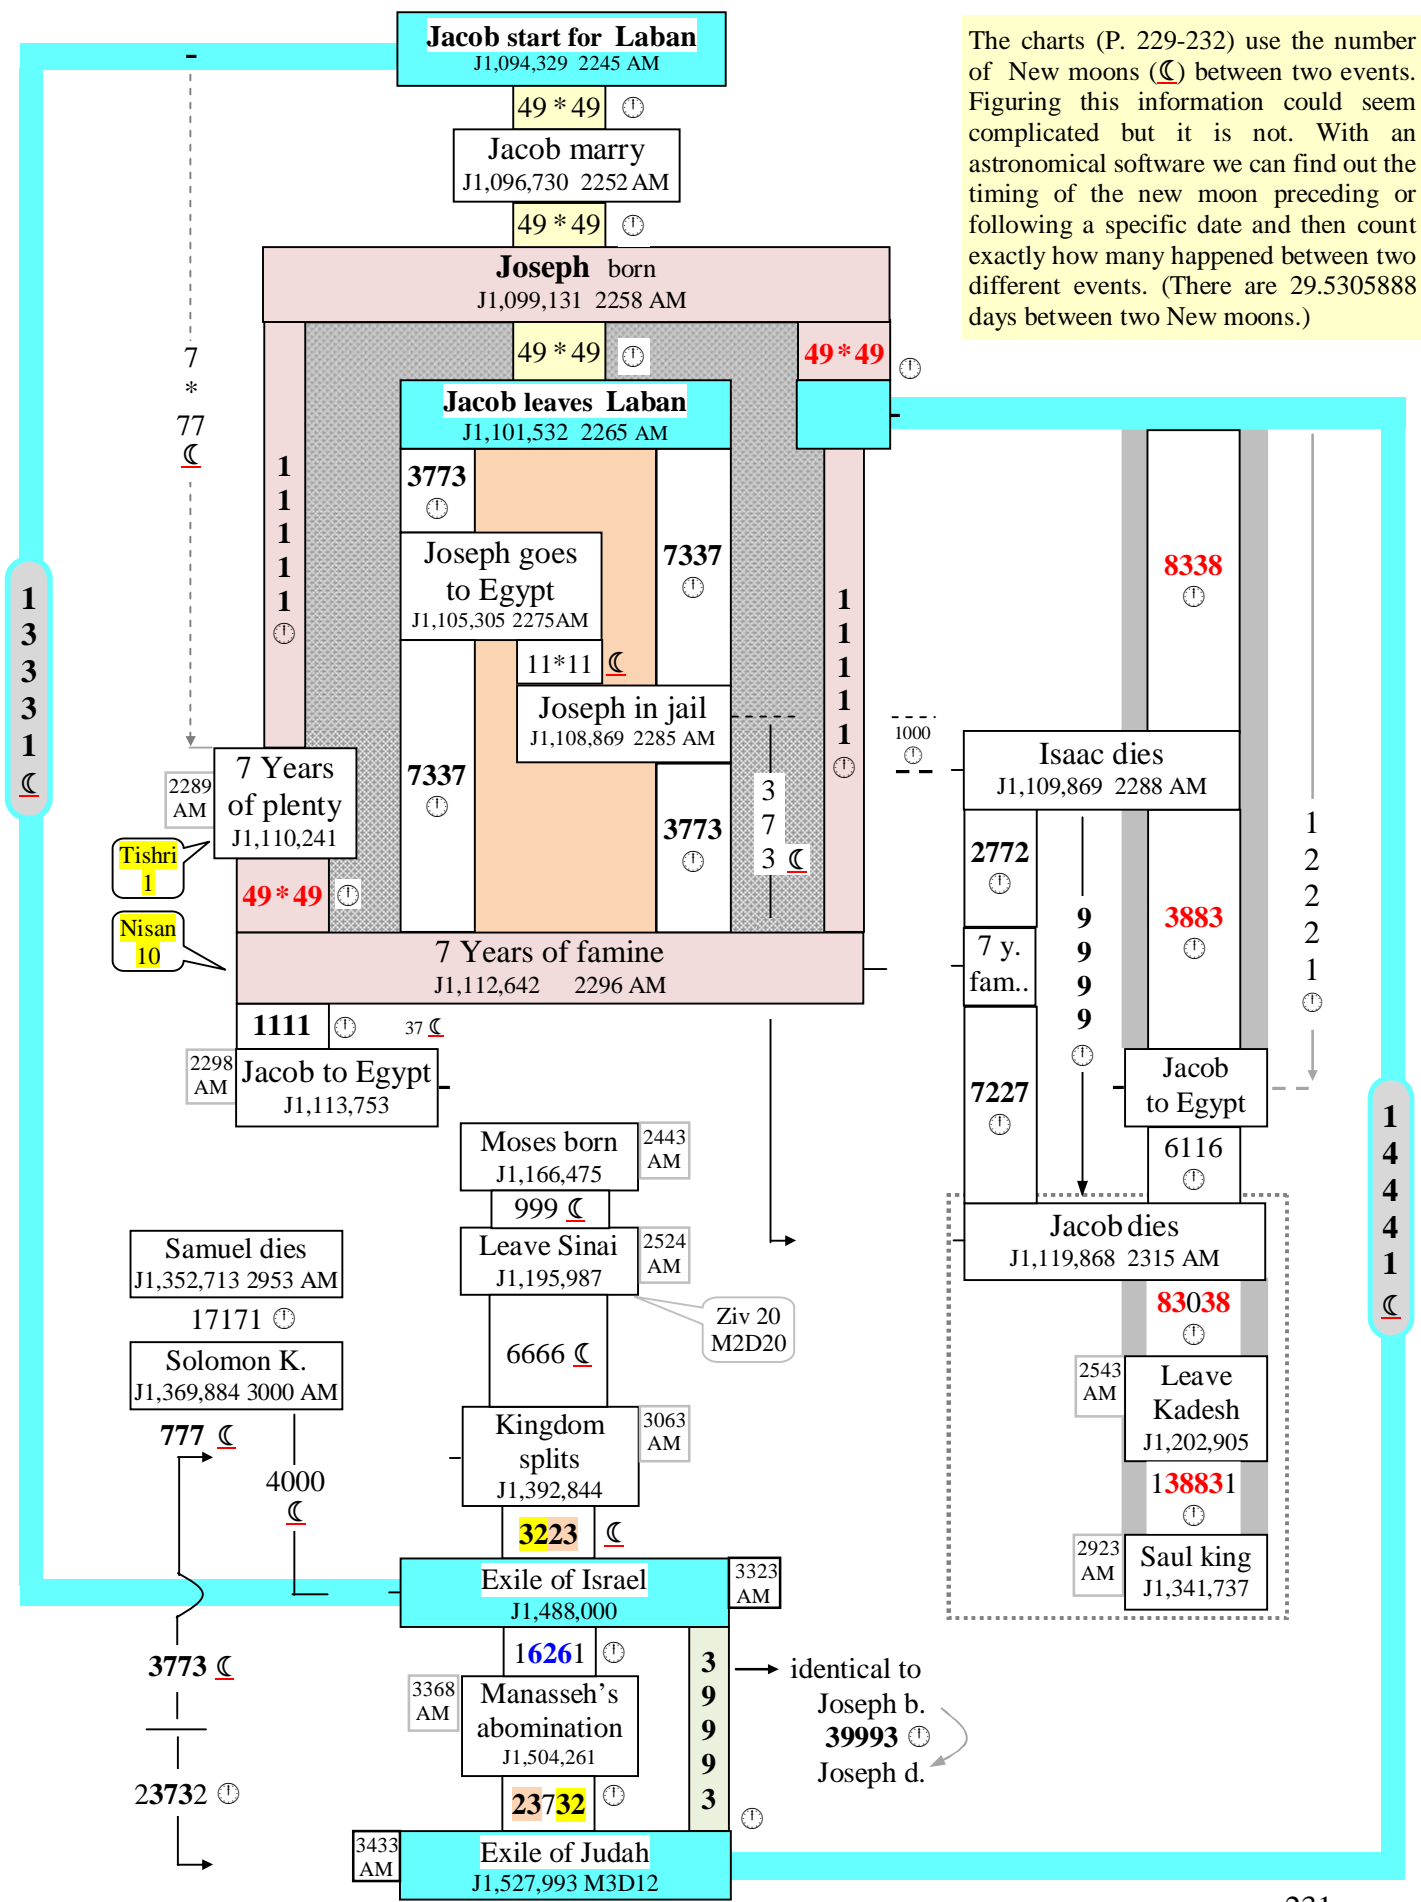 Jacob start for Laban
J1,094,329 2245 AM
The charts (P. 229-232) use the number
of New moons (☾) between two events.
Figuring this information could seem
complicated but it is not. With an
astronomical software we can find out the
timing of the new moon preceding or
following a specific date and then count
exactly how many happened between two
different events. (There are 29.5305888
days between two New moons.)
-
49 * 49
Jacob marry
J1,096,730 2252 AM
49 * 49
Joseph born
J1,099,131 2258 AM
49 * 49
49 * 49
7
*
77
☾
Jacob leaves Laban
J1,101,532 2265 AM
-
1
1
1
1
1
3773
7337
8338
Joseph goes
to Egypt
J1,105,305 2275AM
11*11 ☾
1
3
3
3
1
☾
1
1
1
1
1
Joseph in jail
J1,108,869 2285 AM
1000
Isaac dies
J1,109,869 2288 AM
2289
AM
7 Years
of plenty
J1,110,241
7337
3773
3
7
3 ☾
2772
9
9
9
9
3883
1
2
2
2
1
Tishri
1
49 * 49
Nisan
10
7 Years of famine
J1,112,642 2296 AM
7 y.
fam..
1111
37 ☾
2298
AM
Jacob to Egypt
J1,113,753
7227
Jacob
to Egypt
6116
1
4
4
4
1
☾
Moses born
J1,166,475
2443
AM
999 ☾
Leave Sinai
J1,195,987
2524
AM
Ziv 20
M2D20
Jacob dies
J1,119,868 2315 AM
Samuel dies
J1,352,713 2953 AM
17171
Solomon K.
J1,369,884 3000 AM
6666 ☾
83038
2543
AM
Leave
Kadesh
J1,202,905
777 ☾
4000
☾
Kingdom
splits
J1,392,844
3063
AM
138831
3223 ☾
2923
AM
Saul king
J1,341,737
Exile of Israel
J1,488,000
3323
AM
16261
3
9
9
9
3
identical to
Joseph b.
39993
Joseph d.
3773 ☾
3368
AM
Manasseh's
abomination
J1,504,261
23732
23732
3433
AM
Exile of Judah
J1,527,993 M3D12